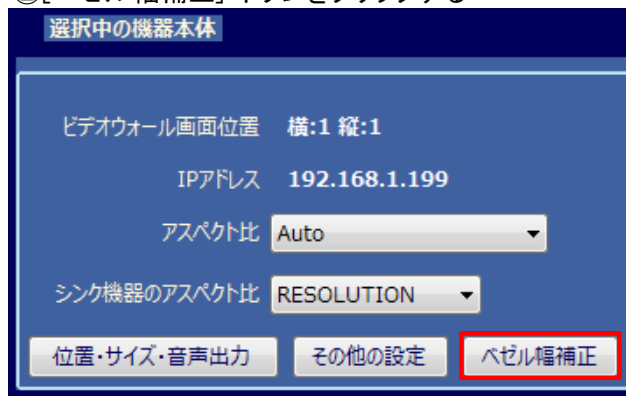 選択中の機器本体
ビデオウォール画面位置 横:1 縦:1
IPアドレス 192.168.1.199
アスペクト比 Auto
シンク機器のアスペクト比 RESOLUTION
位置・サイズ・音声出力 その他の設定 ベゼル幅補正